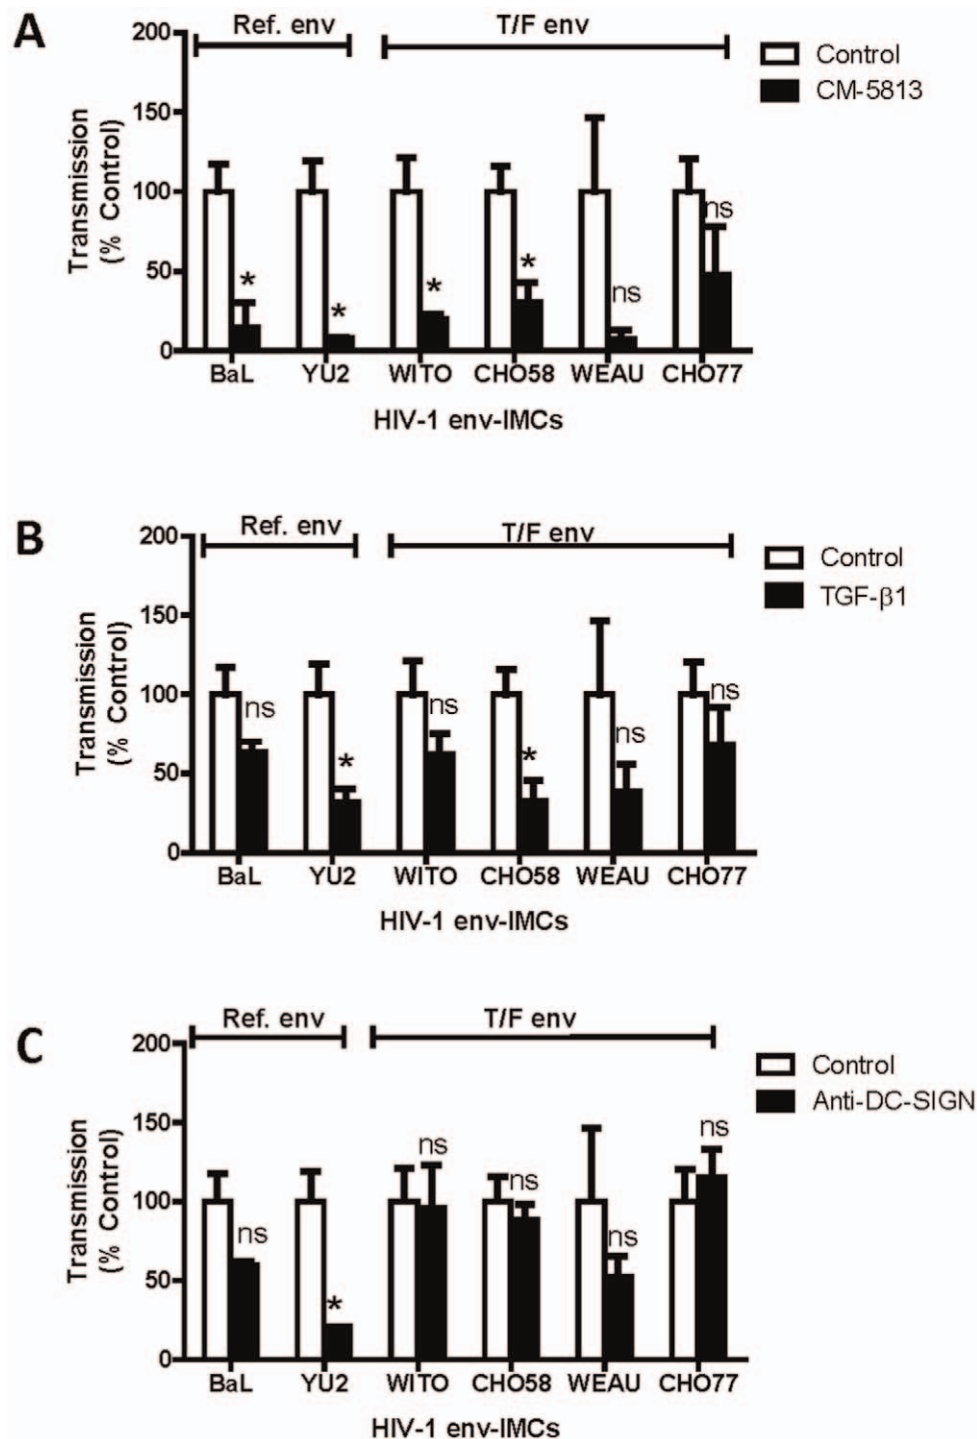 A
Ref. env T/F env
200
150
100
50
0
Transmission
(% Control)
Control
CM-5813
* * * * ns ns
BaL YU2 WITO CHO58 WEAU CHO77
HIV-1 env-IMCs
B
Ref. env T/F env
200
150
100
50
0
Transmission
(% Control)
Control
TGF-β1
ns * ns * ns ns
BaL YU2 WITO CHO58 WEAU CHO77
HIV-1 env-IMCs
C
Ref. env T/F env
200
150
100
50
0
Transmission
(% Control)
Control
Anti-DC-SIGN
ns * ns ns ns ns
BaL YU2 WITO CHO58 WEAU CHO77
HIV-1 env-IMCs